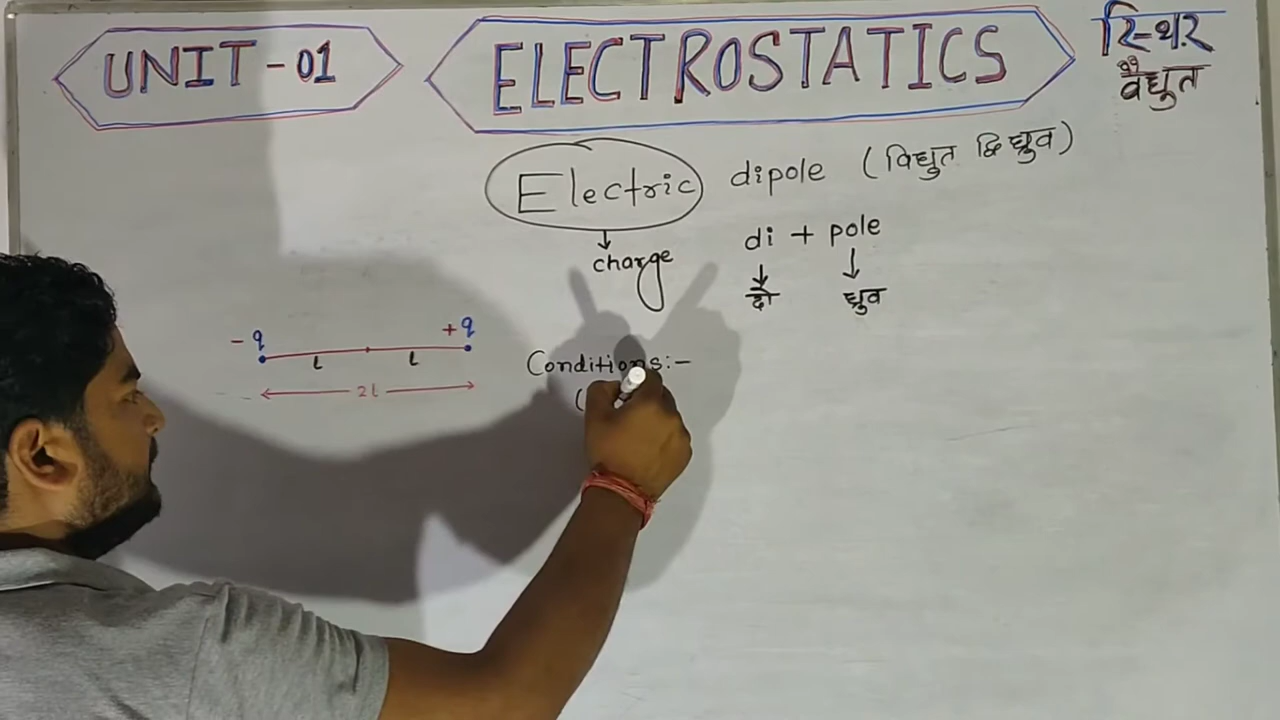 UNIT-01
ELECTROSTATICS
स्थिर
वैद्युत
Electric dipole (विद्युत द्विध्रुव)
charge
di + pole
दो ध्रुव
-q +q
l l
2l
Conditions:-
(